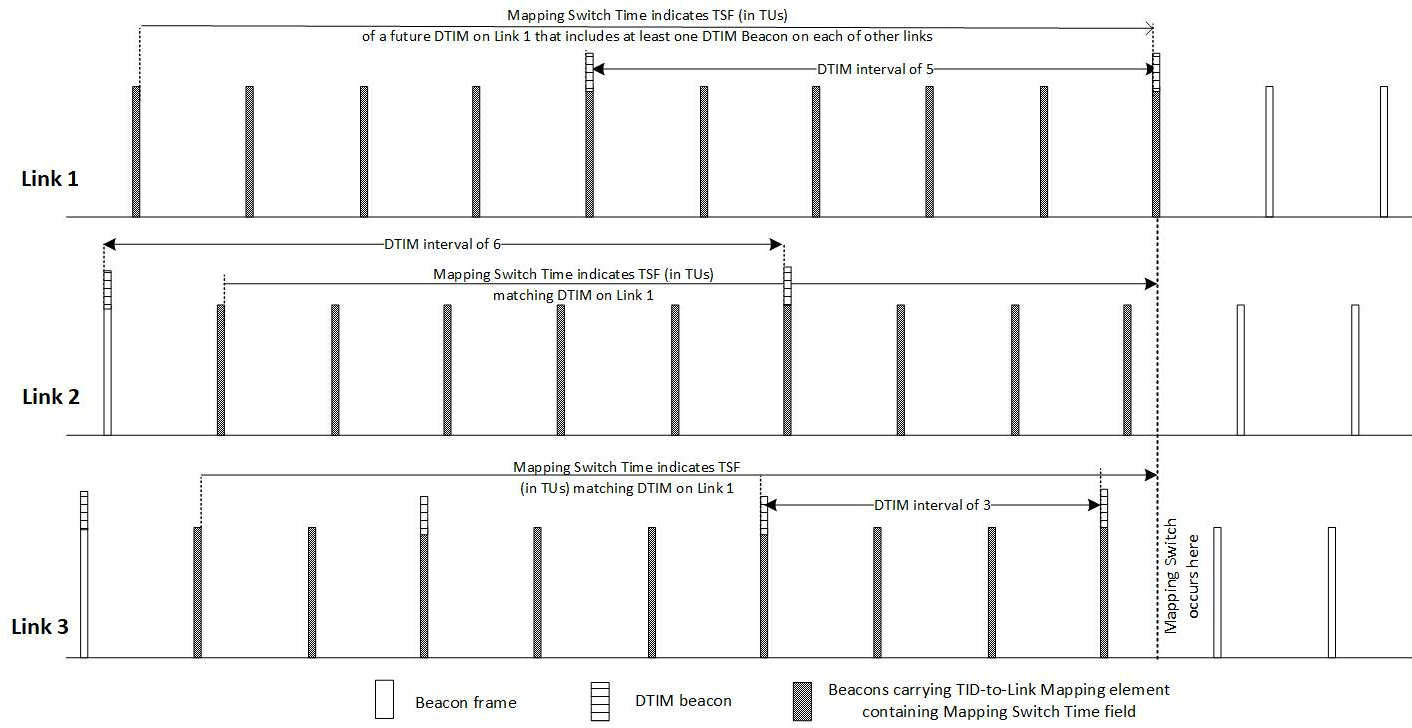 Mapping Switch Time indicates TSF (in TUs)
of a future DTIM on Link 1 that includes at least one DTIM Beacon on each of other links
DTIM interval of 5
Link 1
DTIM interval of 6
Mapping Switch Time indicates TSF (in TUs)
matching DTIM on Link 1
Link 2
Mapping Switch Time indicates TSF
(in TUs) matching DTIM on Link 1
DTIM interval of 3
Mapping Switch
occurs here
Link 3
Beacon frame
DTIM beacon
Beacons carrying TID-to-Link Mapping element
containing Mapping Switch Time field